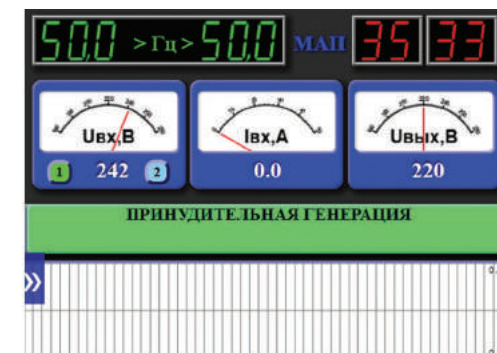 50,0 >Гц> 50,0 МАП 35 33
Uвх,В Iвх,А Uвых,В
1 242 2 0.0 220
ПРИНУДИТЕЛЬНАЯ ГЕНЕРАЦИЯ
»